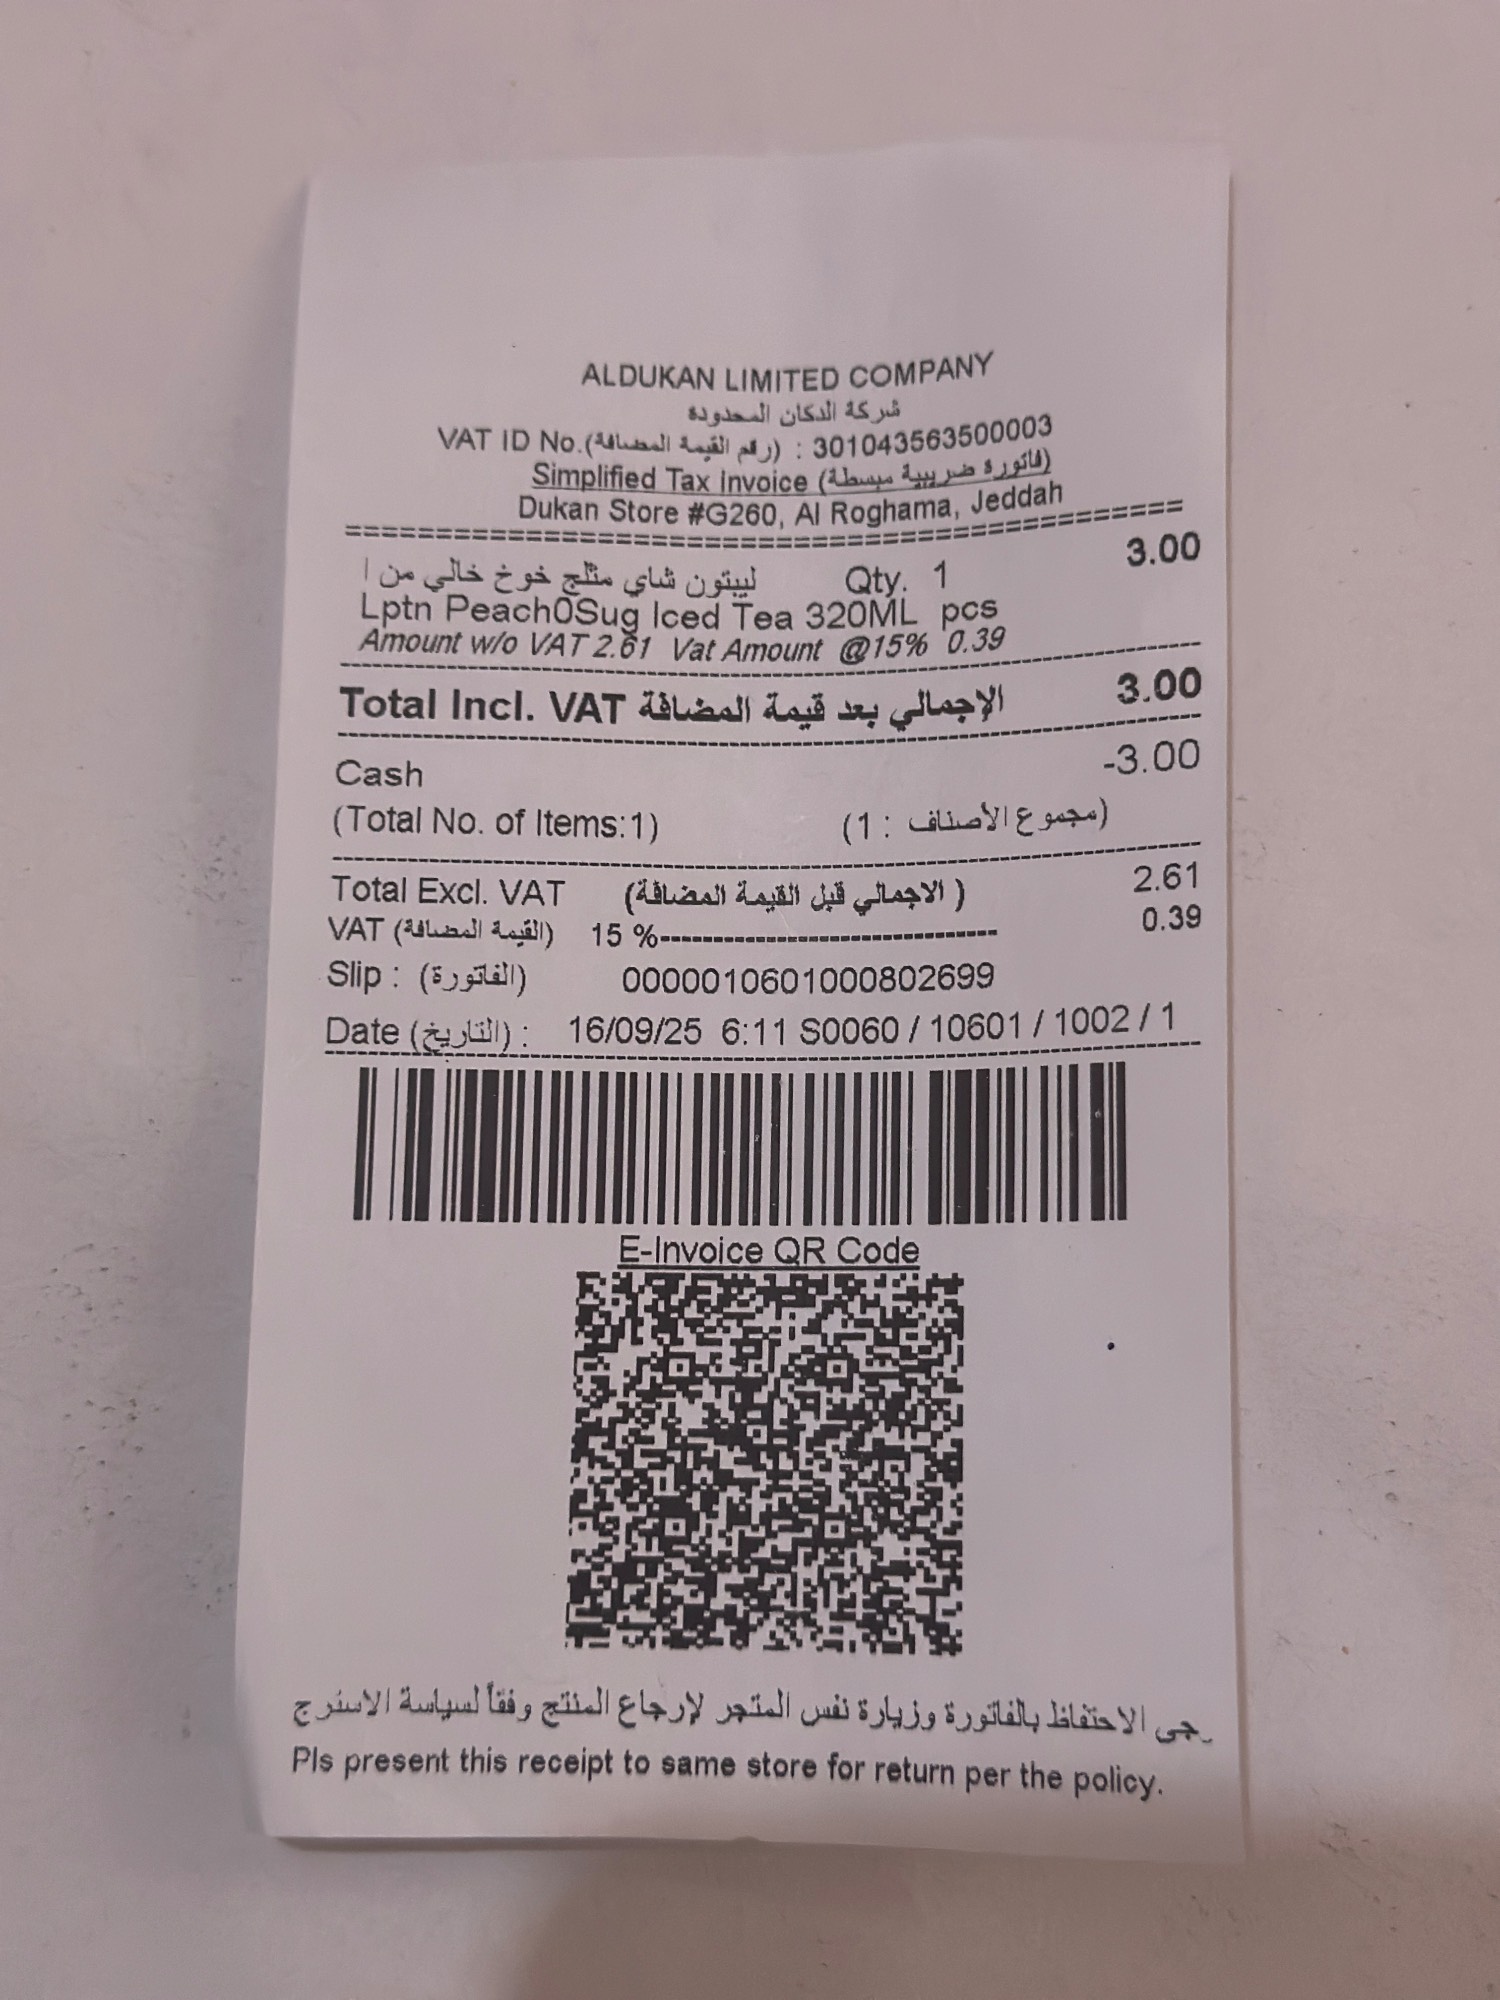 ALDUKAN LIMITED COMPANY
شركة الدكان المحدودة
VAT ID No.(رقم القيمة المضافة) : 301043563500003
Simplified Tax Invoice (فاتورة ضريبية مبسطة)
Dukan Store #G260, Al Roghama, Jeddah
ليبتون شاي مثلج خوخ خالي من ا Qty. 1 3.00
Lptn Peach0Sug Iced Tea 320ML pcs
Amount w/o VAT 2.61 Vat Amount @15% 0.39
Total Incl. VAT الإجمالي بعد قيمة المضافة 3.00
Cash -3.00
(Total No. of Items:1) (مجموع الأصناف : 1)
Total Excl. VAT (الاجمالي قبل القيمة المضافة ) 2.61
VAT (القيمة المضافة) 15 %-------------------------------- 0.39
Slip : (الفاتورة) 0000010601000802699
Date (التاريخ) : 16/09/25 6:11 S0060 / 10601 / 1002 / 1
E-Invoice QR Code
جى الاحتفاظ بالفاتورة وزيارة نفس المتجر لإرجاع المنتج وفقاً لسياسة الاسترج
Pls present this receipt to same store for return per the policy.